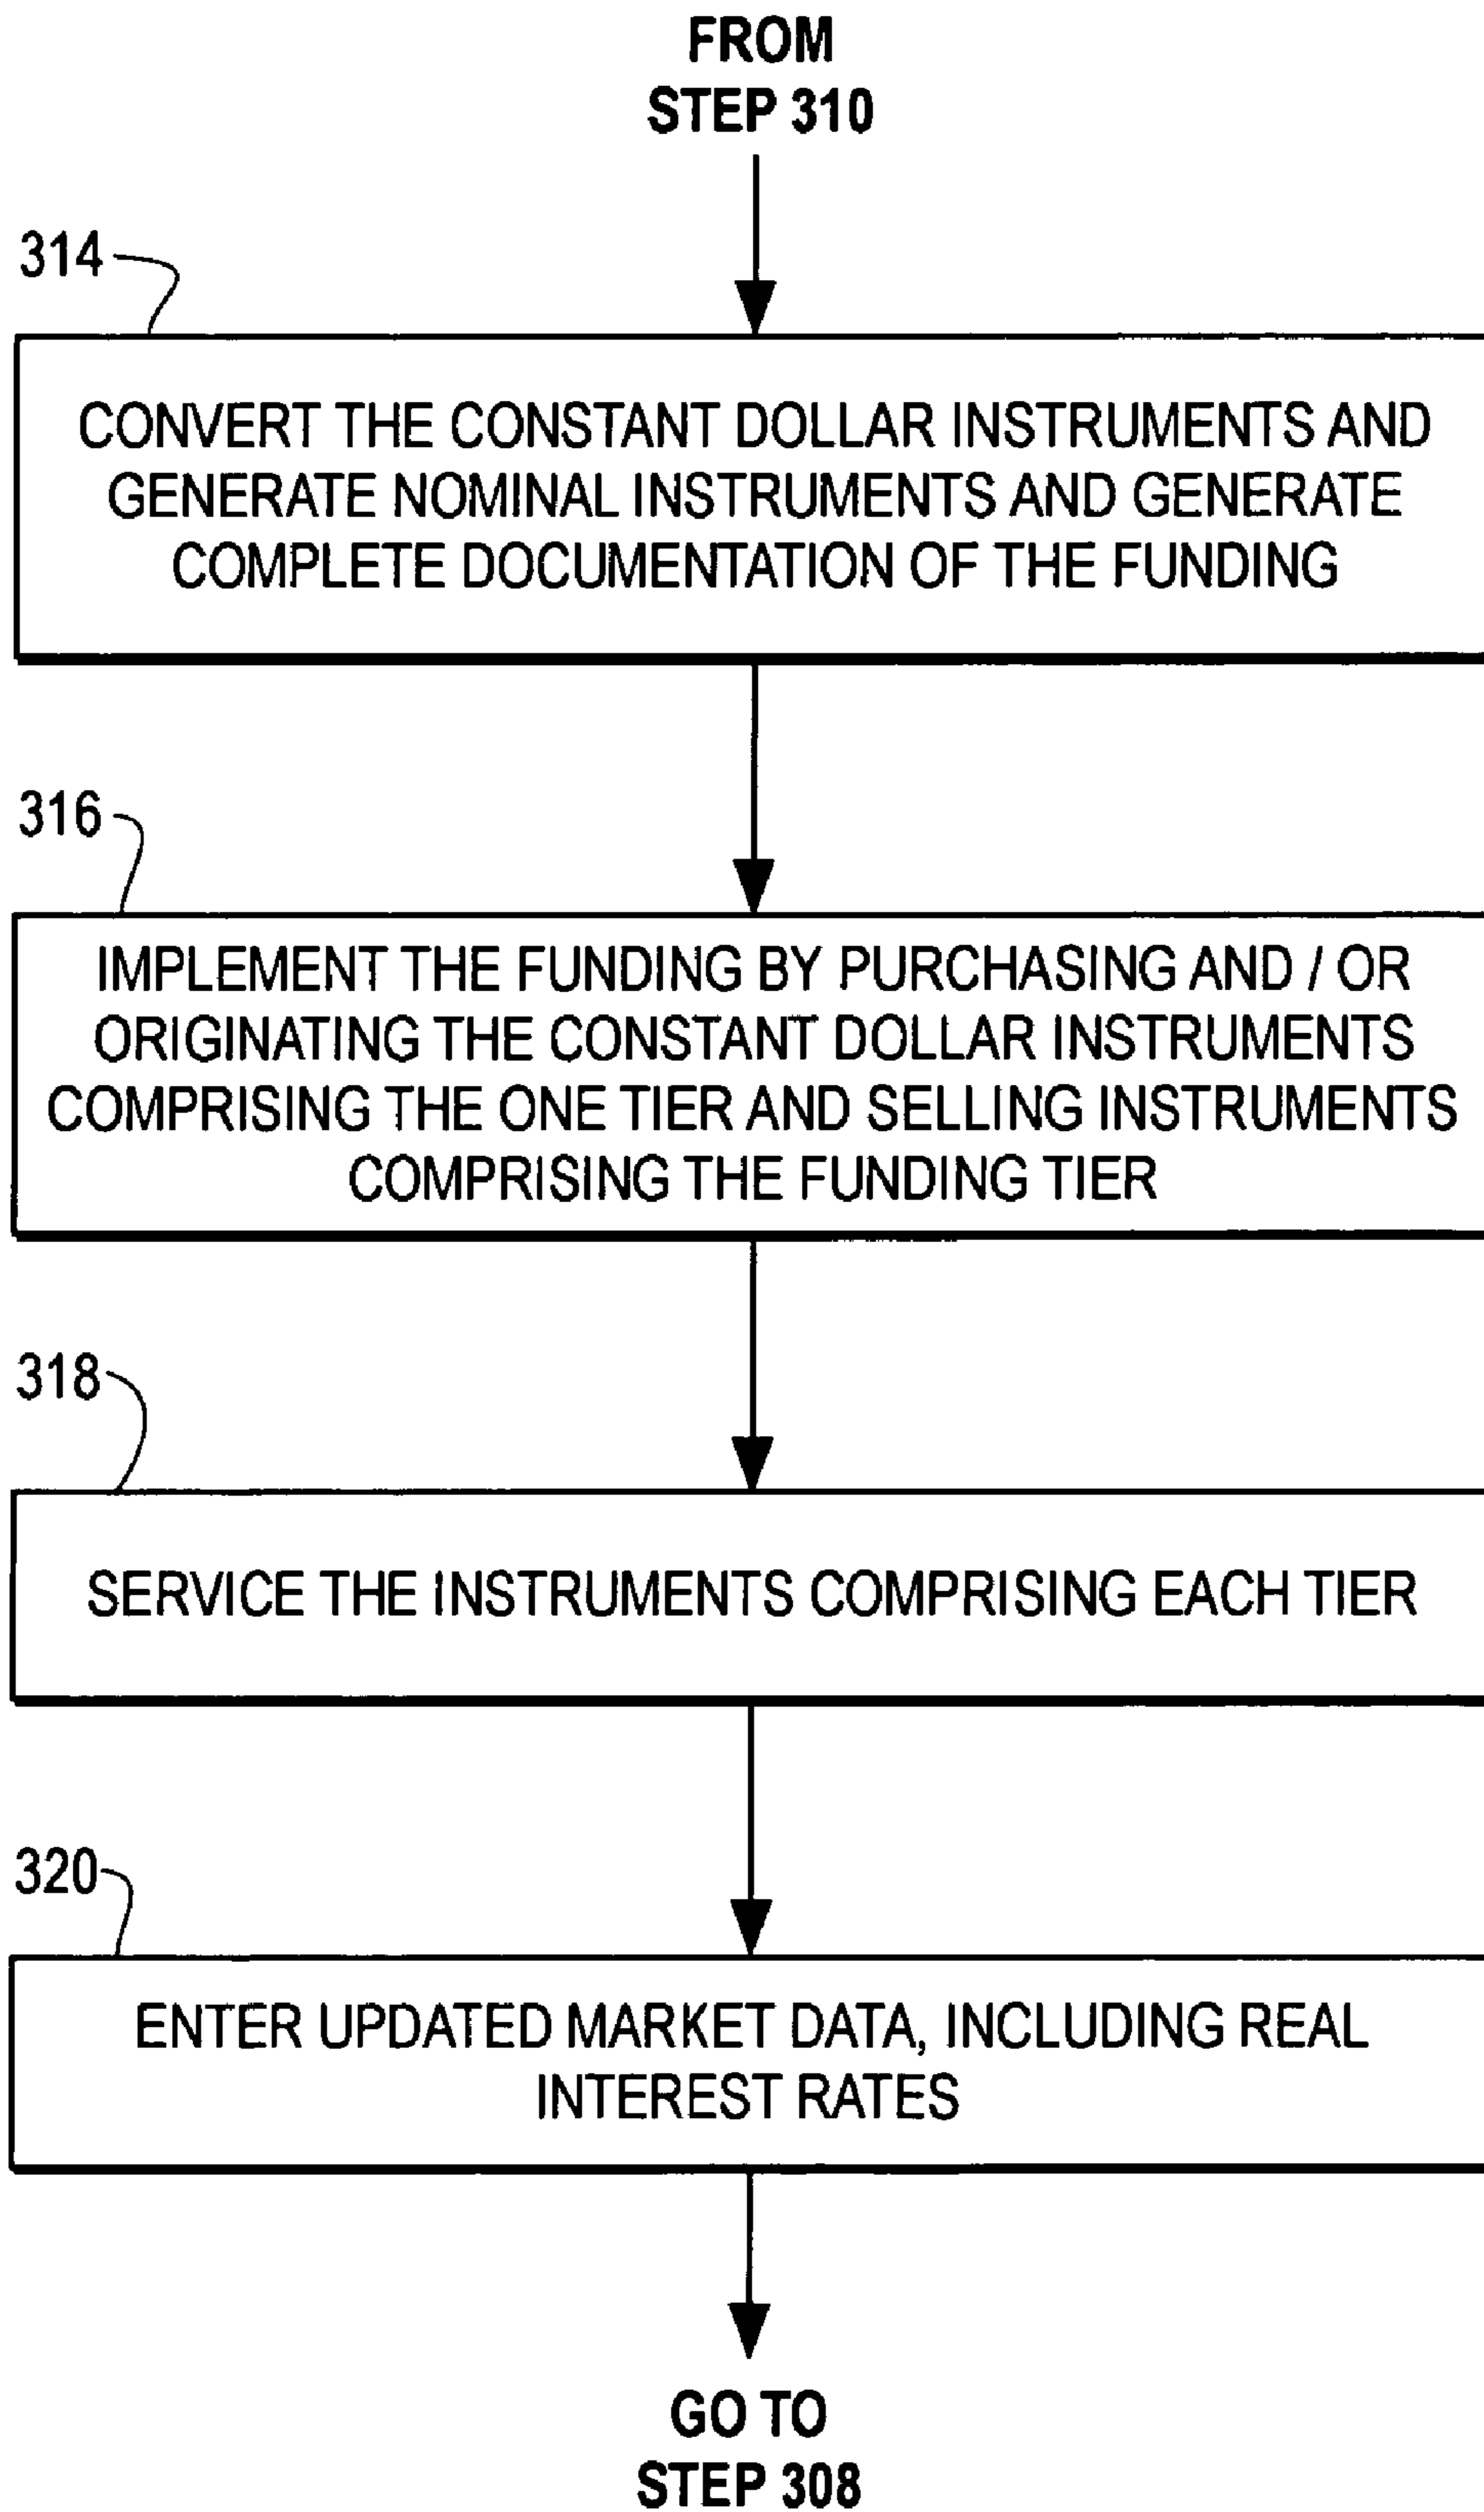 FROM
STEP 310
314
CONVERT THE CONSTANT DOLLAR INSTRUMENTS AND
GENERATE NOMINAL INSTRUMENTS AND GENERATE
COMPLETE DOCUMENTATION OF THE FUNDING
316
IMPLEMENT THE FUNDING BY PURCHASING AND / OR
ORIGINATING THE CONSTANT DOLLAR INSTRUMENTS
COMPRISING THE ONE TIER AND SELLING INSTRUMENTS
COMPRISING THE FUNDING TIER
318
SERVICE THE INSTRUMENTS COMPRISING EACH TIER
320
ENTER UPDATED MARKET DATA, INCLUDING REAL
INTEREST RATES
GO TO
STEP 308